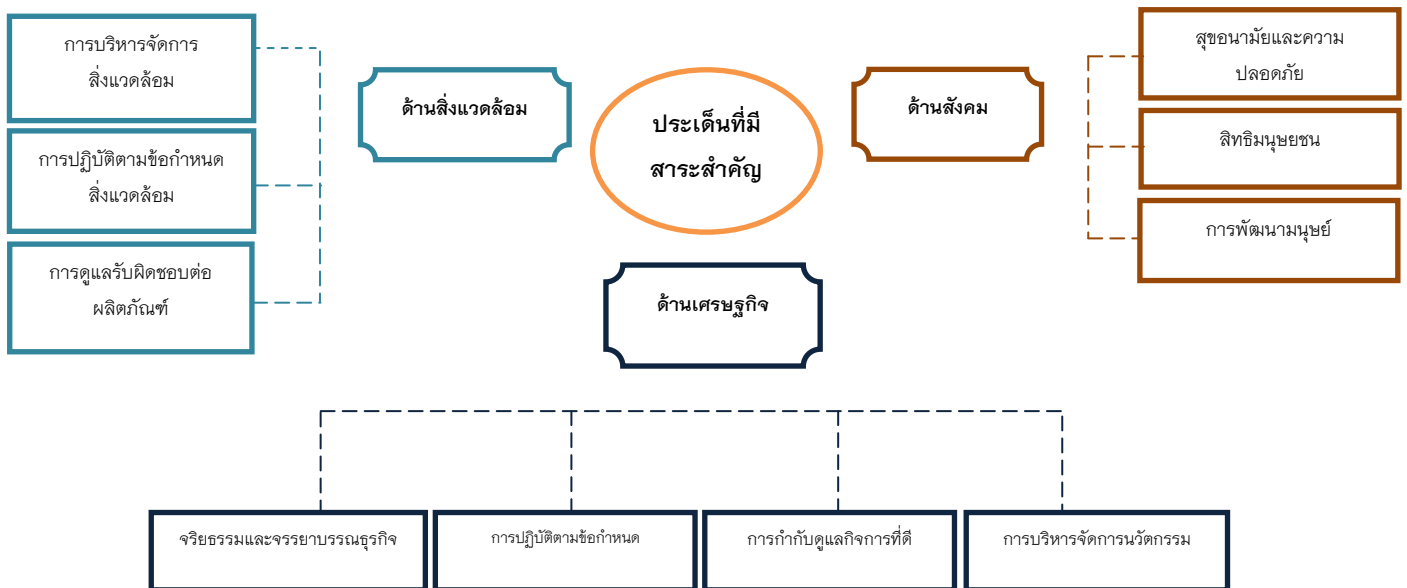 การบริหารจัดการ
สิ่งแวดล้อม
การปฏิบัติตามข้อกำหนด
สิ่งแวดล้อม
การดูแลรับผิดชอบต่อ
ผลิตภัณฑ์
ด้านสิ่งแวดล้อม
ประเด็นที่มี
สาระสำคัญ
ด้านสังคม
สุขอนามัยและความ
ปลอดภัย
สิทธิมนุษยชน
การพัฒนามนุษย์
ด้านเศรษฐกิจ
จริยธรรมและจรรยาบรรณธุรกิจ
การปฏิบัติตามข้อกำหนด
การกำกับดูแลกิจการที่ดี
การบริหารจัดการนวัตกรรม